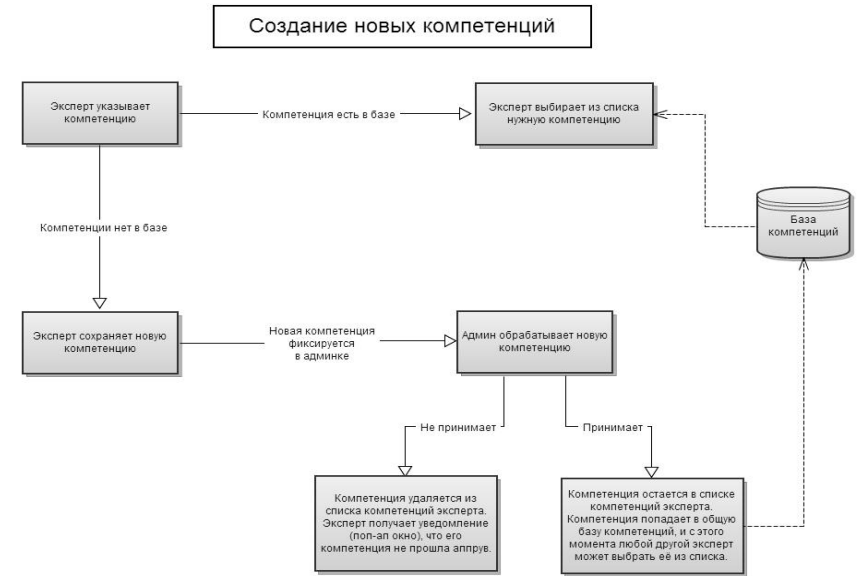 Создание новых компетенций
Эксперт указывает
компетенцию
Компетенция есть в базе
Эксперт выбирает из списка
нужную компетенцию
База
компетенций
Компетенции нет в базе
Эксперт сохраняет новую
компетенцию
Новая компетенция
фиксируется
в админке
Админ обрабатывает новую
компетенцию
Не принимает
Принимает
Компетенция удаляется из
списка компетенций эксперта.
Эксперт получает уведомление
(поп-ап окно), что его
компетенция не прошла аппрув.
Компетенция остается в списке
компетенций эксперта.
Компетенция попадает в общую
базу компетенций, и с этого
момента любой другой эксперт
может выбрать её из списка.